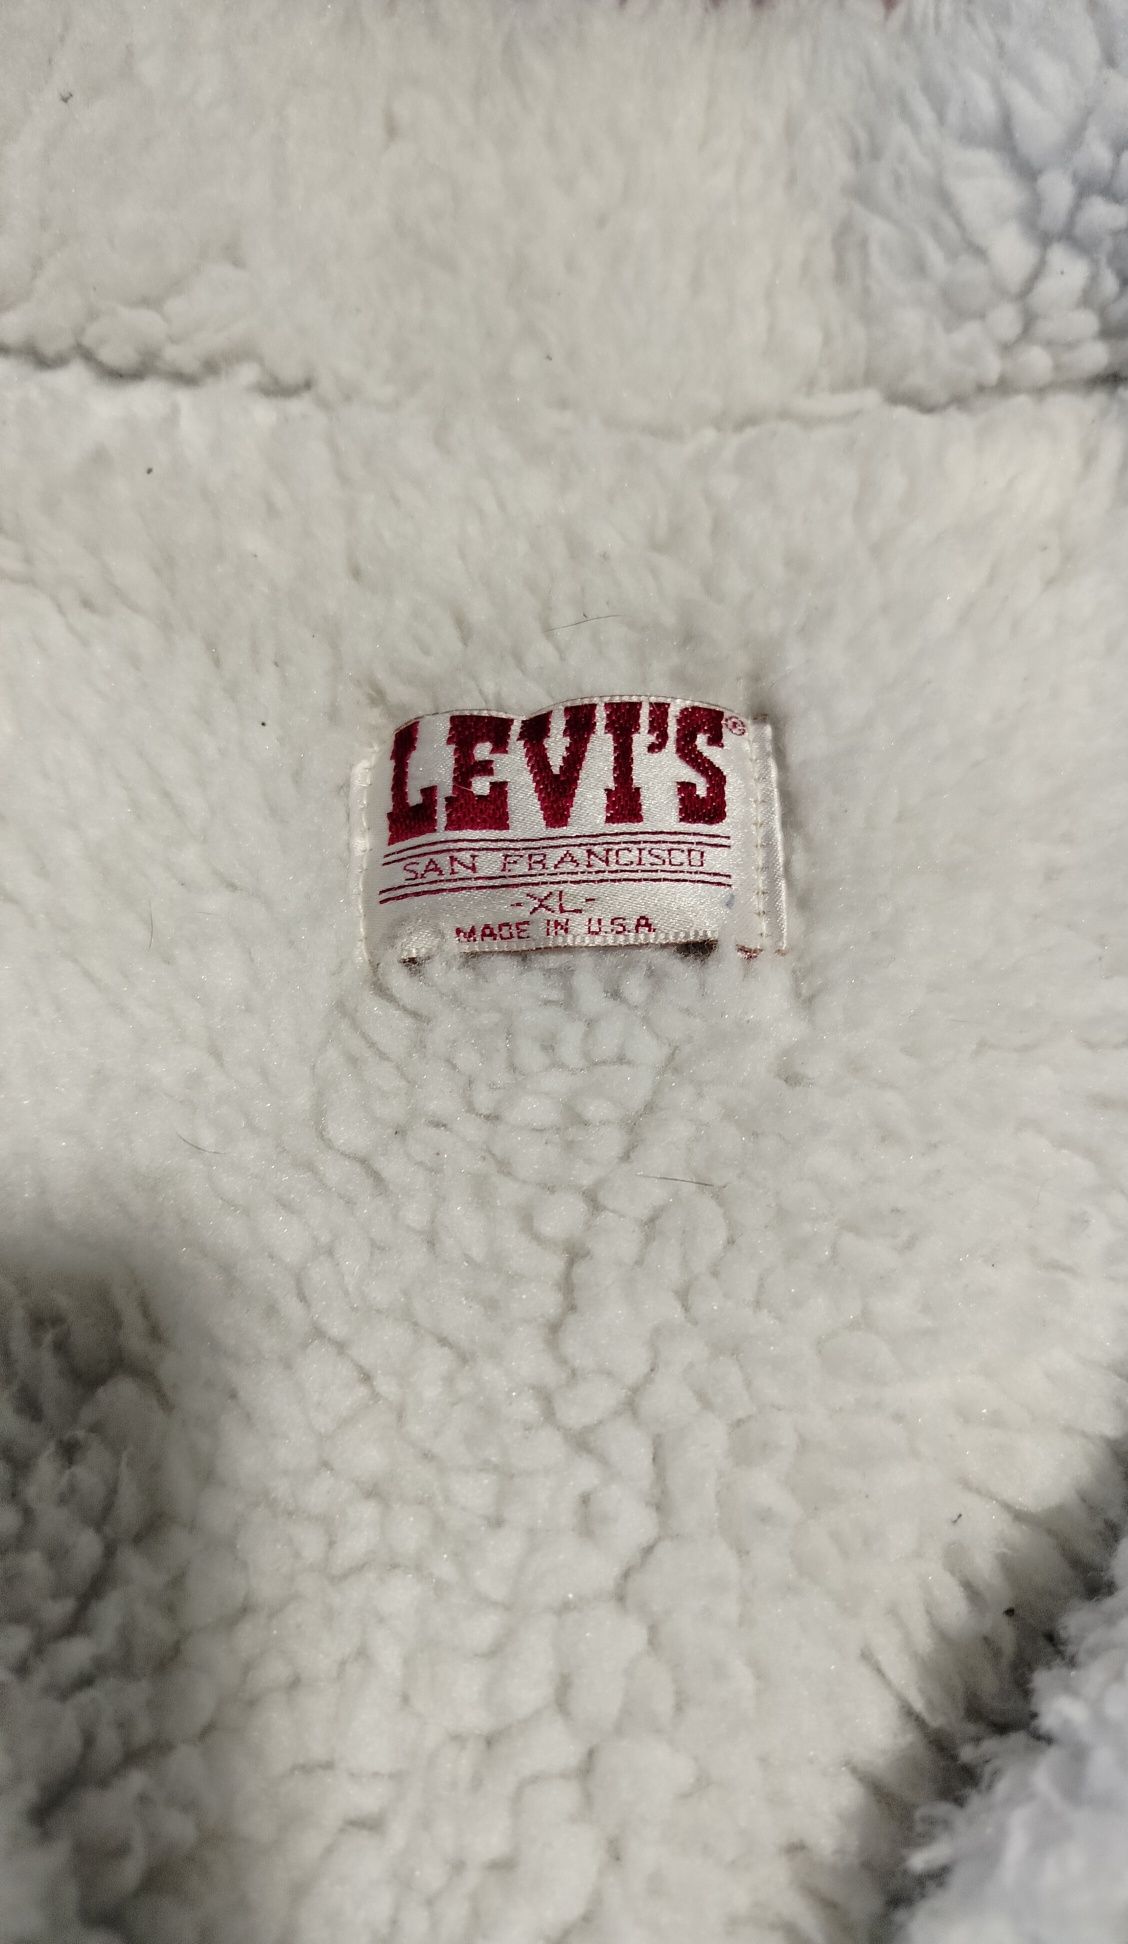 LEVI'S®
SAN FRANCISCO
-XL-
MADE IN U.S.A.